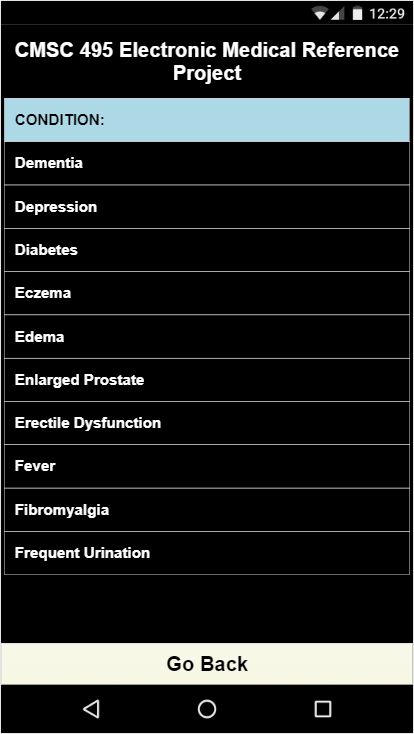 12:29
CMSC 495 Electronic Medical Reference
Project
CONDITION:
Dementia
Depression
Diabetes
Eczema
Edema
Enlarged Prostate
Erectile Dysfunction
Fever
Fibromyalgia
Frequent Urination
Go Back